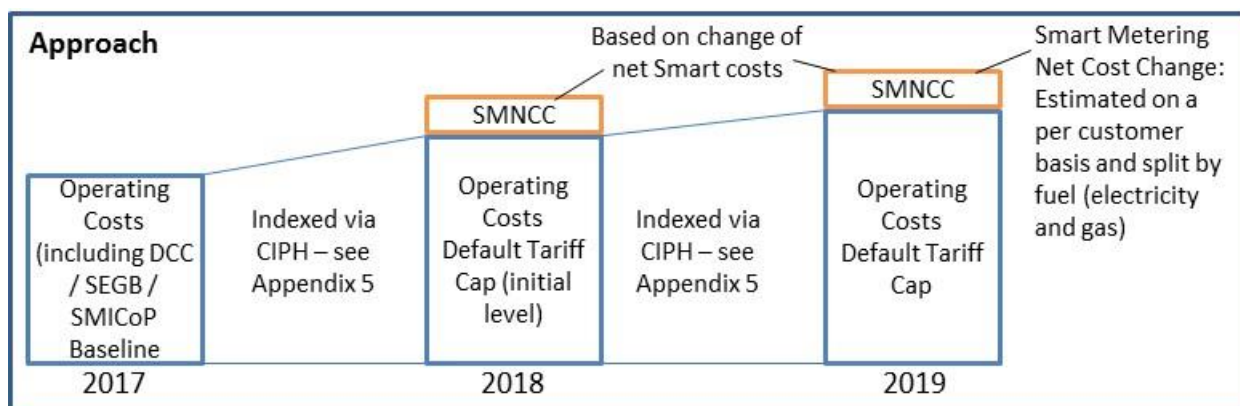 Approach
Based on change of
net Smart costs
Smart Metering
Net Cost Change:
Estimated on a
per customer
basis and split by
fuel (electricity
and gas)
SMNCC
SMNCC
Operating
Costs
(including DCC
/ SEGB /
SMICoP
Baseline
Indexed via
CIPH – see
Appendix 5
Operating
Costs
Default Tariff
Cap (initial
level)
Indexed via
CIPH – see
Appendix 5
Operating
Costs
Default Tariff
Cap
2017
2018
2019